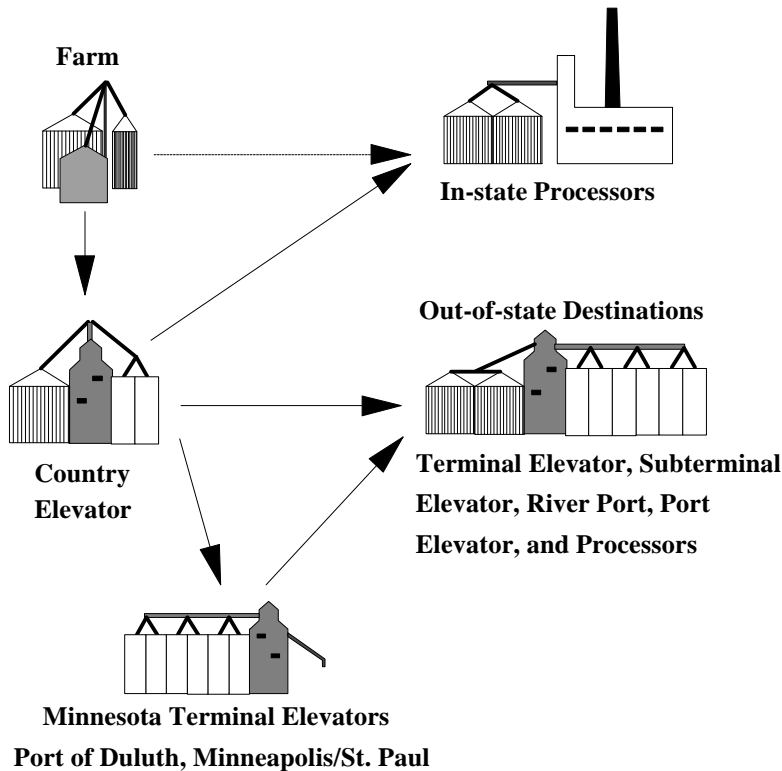 Farm
In-state Processors
Out-of-state Destinations
Country
Elevator
Terminal Elevator, Subterminal
Elevator, River Port, Port
Elevator, and Processors
Minnesota Terminal Elevators
Port of Duluth, Minneapolis/St. Paul